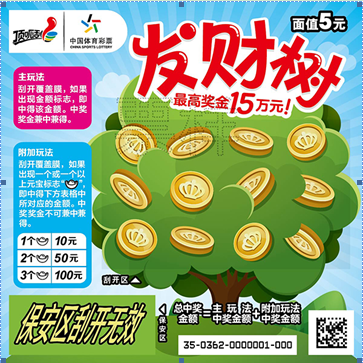 顶呱刮
中国体育彩票
CHINA SPORTS LOTTERY
面值5元
发财树
最高奖金15万元!
主玩法
刮开覆盖膜，如果
出现金额标志，即
中得该金额。中奖
奖金兼中兼得。
附加玩法
刮开覆盖膜，如果
出现一个或一个以
上元宝标志“ ”，
即中得下方表格中
所对应的金额。中
奖奖金不可兼中兼
得。
1个 10元
2个 50元
3个 100元
刮开区
保安区刮开无效
保安区
总中奖金额=主玩法中奖金额+附加玩法中奖金额
35-0362-0000001-000